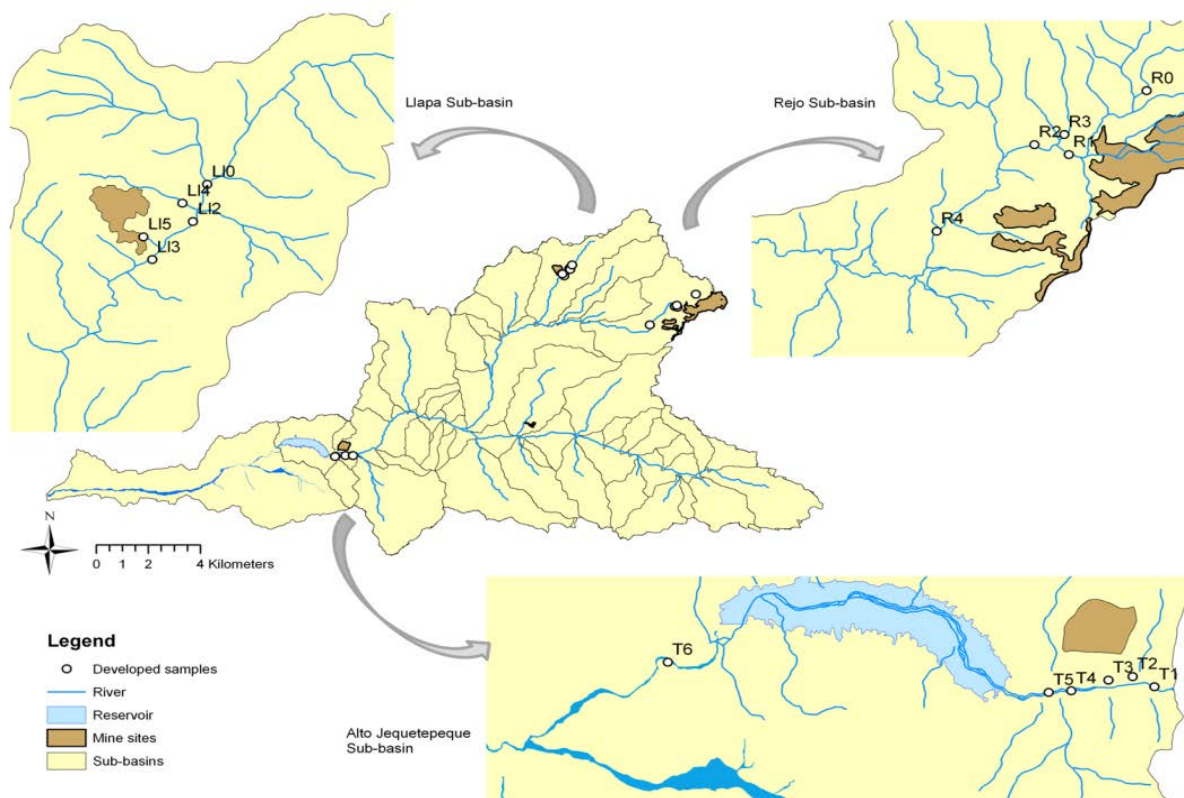 Llapa Sub-basin
Rejo Sub-basin
R0
R3
R2
R1
R4
Ll0
Ll4
Ll2
Ll5
Ll3
N
0 1 2 4 Kilometers
Legend
Developed samples
River
Reservoir
Mine sites
Sub-basins
Alto Jequetepeque
Sub-basin
T6
T5
T4
T3
T2
T1